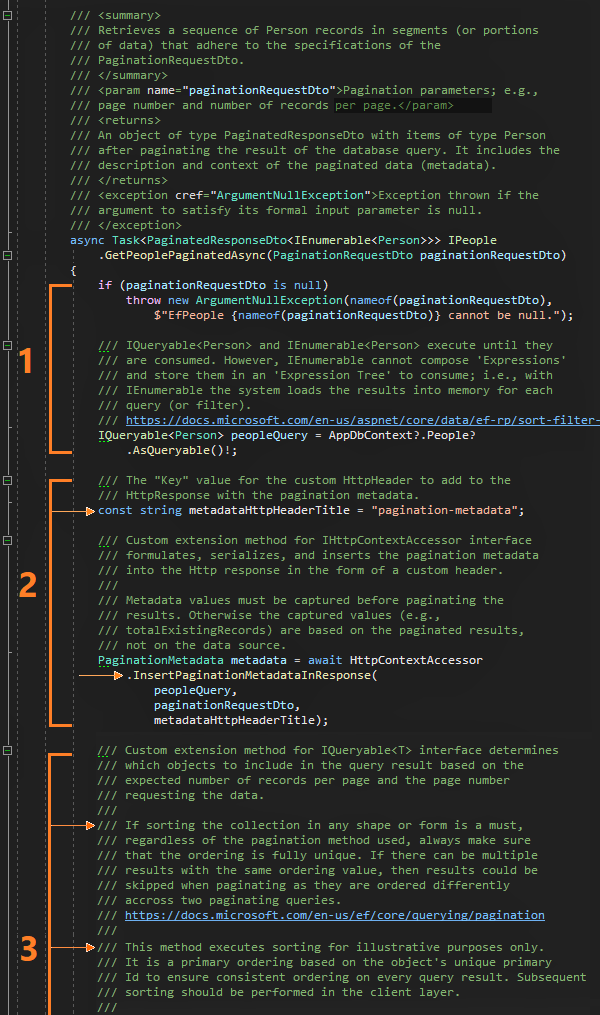 /// <summary>
/// Retrieves a sequence of Person records in segments (or portions
/// of data) that adhere to the specifications of the
/// PaginationRequestDto.
/// </summary>
/// <param name="paginationRequestDto">Pagination parameters; e.g.,
/// page number and number of records per page.</param>
/// <returns>
/// An object of type PaginatedResponseDto with items of type Person
/// after paginating the result of the database query. It includes the
/// description and context of the paginated data (metadata).
/// </returns>
/// <exception cref="ArgumentNullException">Exception thrown if the
/// argument to satisfy its formal input parameter is null.
/// </exception>
async Task<PaginatedResponseDto<IEnumerable<Person>>> IPeople
.GetPeoplePaginatedAsync(PaginationRequestDto paginationRequestDto)
{
if (paginationRequestDto is null)
throw new ArgumentNullException(nameof(paginationRequestDto),
$"EfPeople {nameof(paginationRequestDto)} cannot be null.");
1
/// IQueryable<Person> and IEnumerable<Person> execute until they
/// are consumed. However, IEnumerable cannot compose 'Expressions'
/// and store them in an 'Expression Tree' to consume; i.e., with
/// IEnumerable the system loads the results into memory for each
/// query (or filter).
/// https://docs.microsoft.com/en-us/aspnet/core/data/ef-rp/sort-filter-
IQueryable<Person> peopleQuery = AppDbContext?.People?
.AsQueryable()!;
/// The "Key" value for the custom HttpHeader to add to the
/// HttpResponse with the pagination metadata.
const string metadataHttpHeaderTitle = "pagination-metadata";
2
/// Custom extension method for IHttpContextAccessor interface
/// formulates, serializes, and inserts the pagination metadata
/// into the Http response in the form of a custom header.
///
/// Metadata values must be captured before paginating the
/// results. Otherwise the captured values (e.g.,
/// totalExistingRecords) are based on the paginated results,
/// not on the data source.
PaginationMetadata metadata = await HttpContextAccessor
.InsertPaginationMetadataInResponse(
peopleQuery,
paginationRequestDto,
metadataHttpHeaderTitle);
/// Custom extension method for IQueryable<T> interface determines
/// which objects to include in the query result based on the
/// expected number of records per page and the page number
/// requesting the data.
///
/// If sorting the collection in any shape or form is a must,
/// regardless of the pagination method used, always make sure
/// that the ordering is fully unique. If there can be multiple
/// results with the same ordering value, then results could be
/// skipped when paginating as they are ordered differently
/// accross two paginating queries.
/// https://docs.microsoft.com/en-us/ef/core/querying/pagination
///
3
/// This method executes sorting for illustrative purposes only.
/// It is a primary ordering based on the object's unique primary
/// Id to ensure consistent ordering on every query result. Subsequent
/// sorting should be performed in the client layer.
///